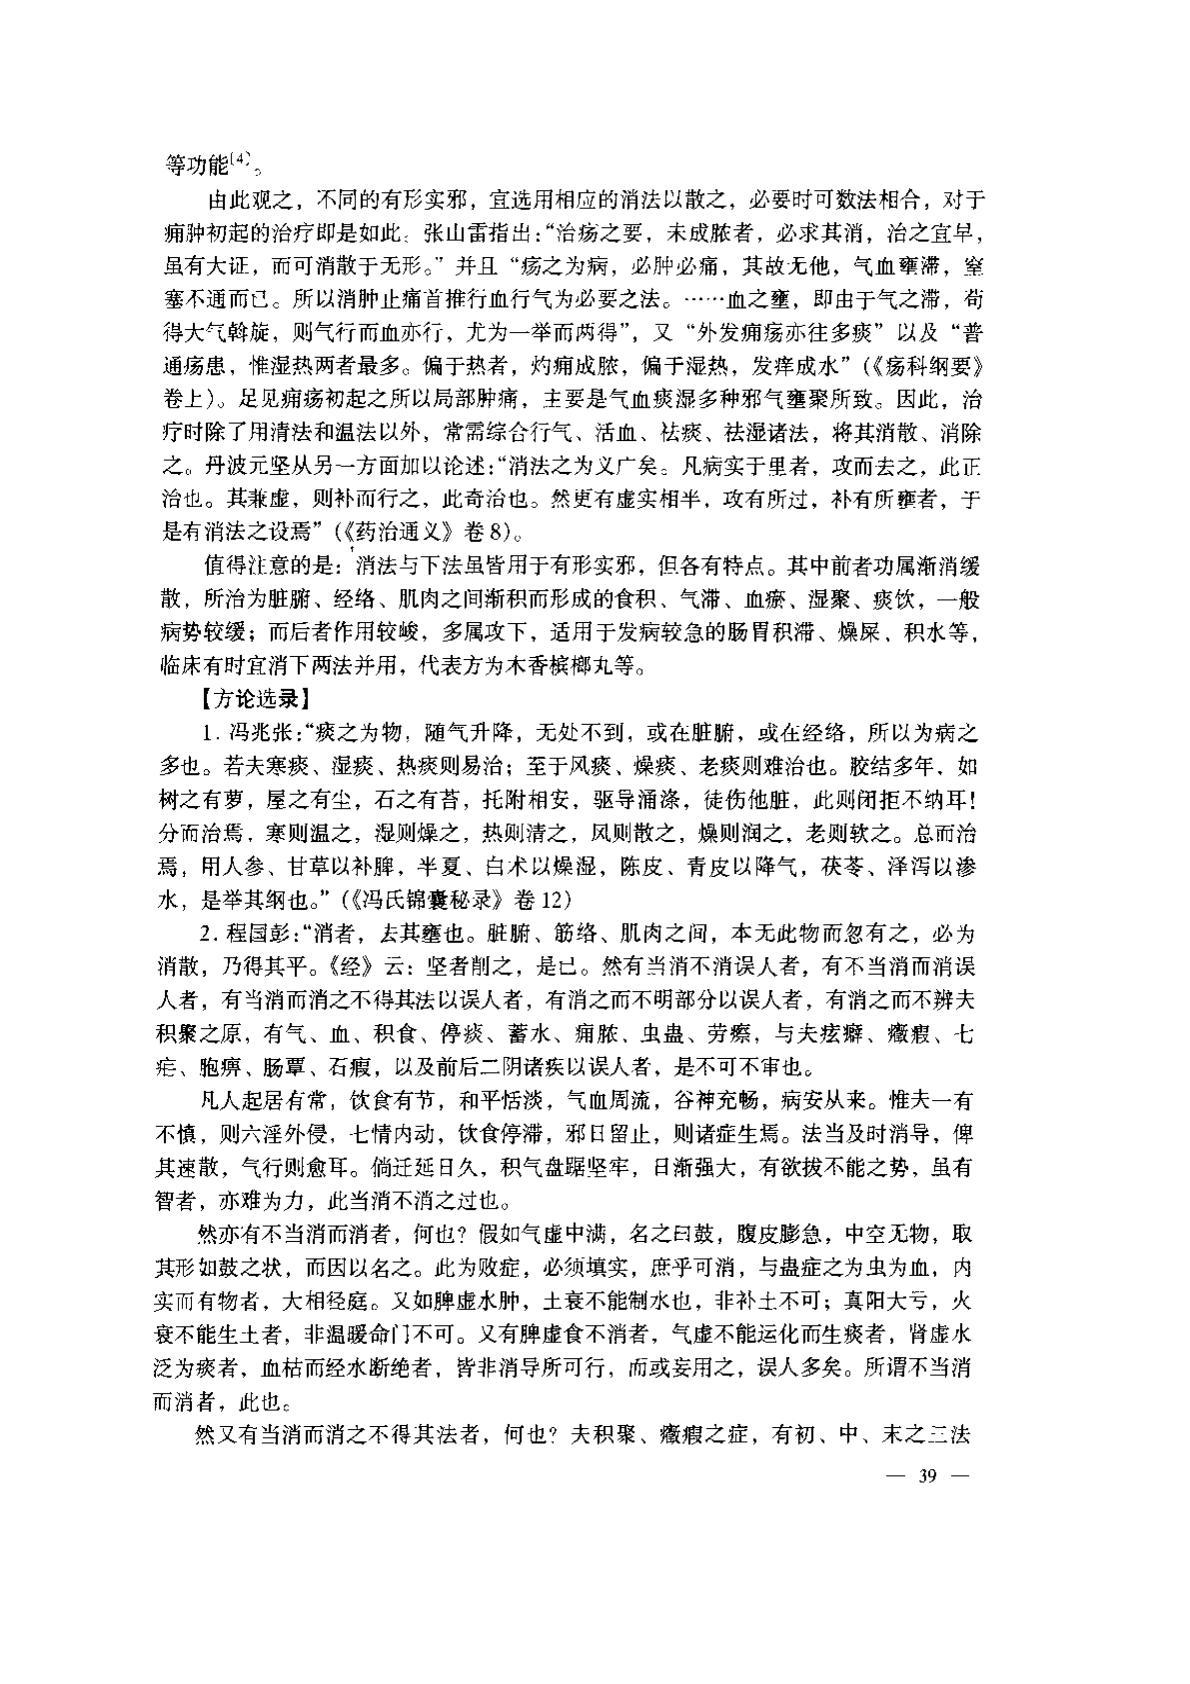 等功能〔4〕。
由此观之，不同的有形实邪，宜选用相应的消法以散之，必要时可数法相合，对于
痈肿初起的治疗即是如此。张山雷指出：“治疡之要，未成脓者，必求其消，治之宜早，
虽有大证，而可消散于无形。”并且“疡之为病，必肿必痛，其故无他，气血壅滞，窒
塞不通而已。所以消肿止痛首推行血行气为必要之法。……血之壅，即由于气之滞，苟
得大气斡旋，则气行而血亦行，尤为一举而两得”，又“外发痈疡亦往多痰”以及“普
通疡患，惟湿热两者最多。偏于热者，灼痈成脓，偏于湿热，发痒成水”（《疡科纲要》
卷上）。足见痈疡初起之所以局部肿痛，主要是气血痰湿多种邪气壅聚所致。因此，治
疗时除了用清法和温法以外，常需综合行气、活血、祛痰、祛湿诸法，将其消散、消除
之。丹波元坚从另一方面加以论述：“消法之为义广矣。凡病实于里者，攻而去之，此正
治也。其兼虚，则补而行之，此奇治也。然更有虚实相半，攻有所过，补有所壅者，于
是有消法之设焉”（《药治通义》卷8）。
值得注意的是：消法与下法虽皆用于有形实邪，但各有特点。其中前者功属渐消缓
散，所治为脏腑、经络、肌肉之间渐积而形成的食积、气滞、血瘀、湿聚、痰饮，一般
病势较缓；而后者作用较峻，多属攻下，适用于发病较急的肠胃积滞、燥屎、积水等，
临床有时宜消下两法并用，代表方为木香槟榔丸等。
【方论选录】
1. 冯兆张：“痰之为物，随气升降，无处不到，或在脏腑，或在经络，所以为病之
多也。若夫寒痰、湿痰、热痰则易治；至于风痰、燥痰、老痰则难治也。胶结多年，如
树之有萝，屋之有尘，石之有苔，托附相安，驱导涌涤，徒伤他脏，此则闭拒不纳耳！
分而治焉，寒则温之，湿则燥之，热则清之，风则散之，燥则润之，老则软之。总而治
焉，用人参、甘草以补脾，半夏、白术以燥湿，陈皮、青皮以降气，茯苓、泽泻以渗
水，是举其纲也。”（《冯氏锦囊秘录》卷12）
2. 程国彭：“消者，去其壅也。脏腑、筋络、肌肉之间，本无此物而忽有之，必为
消散，乃得其平。《经》云：坚者削之，是已。然有当消不消误人者，有不当消而消误
人者，有当消而消之不得其法以误人者，有消之而不明部分以误人者，有消之而不辨夫
积聚之原，有气、血、积食、停痰、蓄水、痈脓、虫蛊、劳瘵，与夫痃癖、癥瘕、七
疝、胞痹、肠覃、石瘕，以及前后二阴诸疾以误人者，是不可不审也。
凡人起居有常，饮食有节，和平恬淡，气血周流，谷神充畅，病安从来。惟夫一有
不慎，则六淫外侵，七情内动，饮食停滞，邪日留止，则诸症生焉。法当及时消导，俾
其速散，气行则愈耳。倘迁延日久，积气盘踞坚牢，日渐强大，有欲拔不能之势，虽有
智者，亦难为力，此当消不消之过也。
然亦有不当消而消者，何也？假如气虚中满，名之曰鼓，腹皮膨急，中空无物，取
其形如鼓之状，而因以名之。此为败症，必须填实，庶乎可消，与蛊症之为虫为血，内
实而有物者，大相径庭。又如脾虚水肿，土衰不能制水也，非补土不可；真阳大亏，火
衰不能生土者，非温暖命门不可。又有脾虚食不消者，气虚不能运化而生痰者，肾虚水
泛为痰者，血枯而经水断绝者，皆非消导所可行，而或妄用之，误人多矣。所谓不当消
而消者，此也。
然又有当消而消之不得其法者，何也？夫积聚、癥瘕之症，有初、中、末之三法
— 39 —